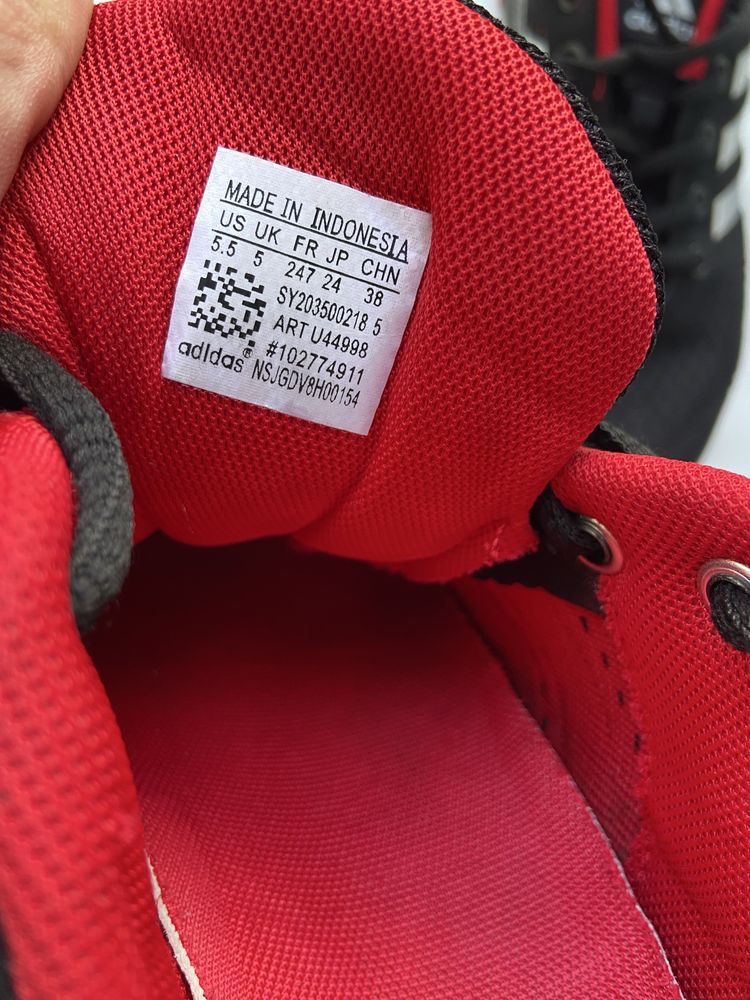 MADE IN INDONESIA
US UK FR JP CHN
5.5 5 247 24 38
SY203500218 5
ART U44998
#102774911
adidas® NSJGDV8H00154